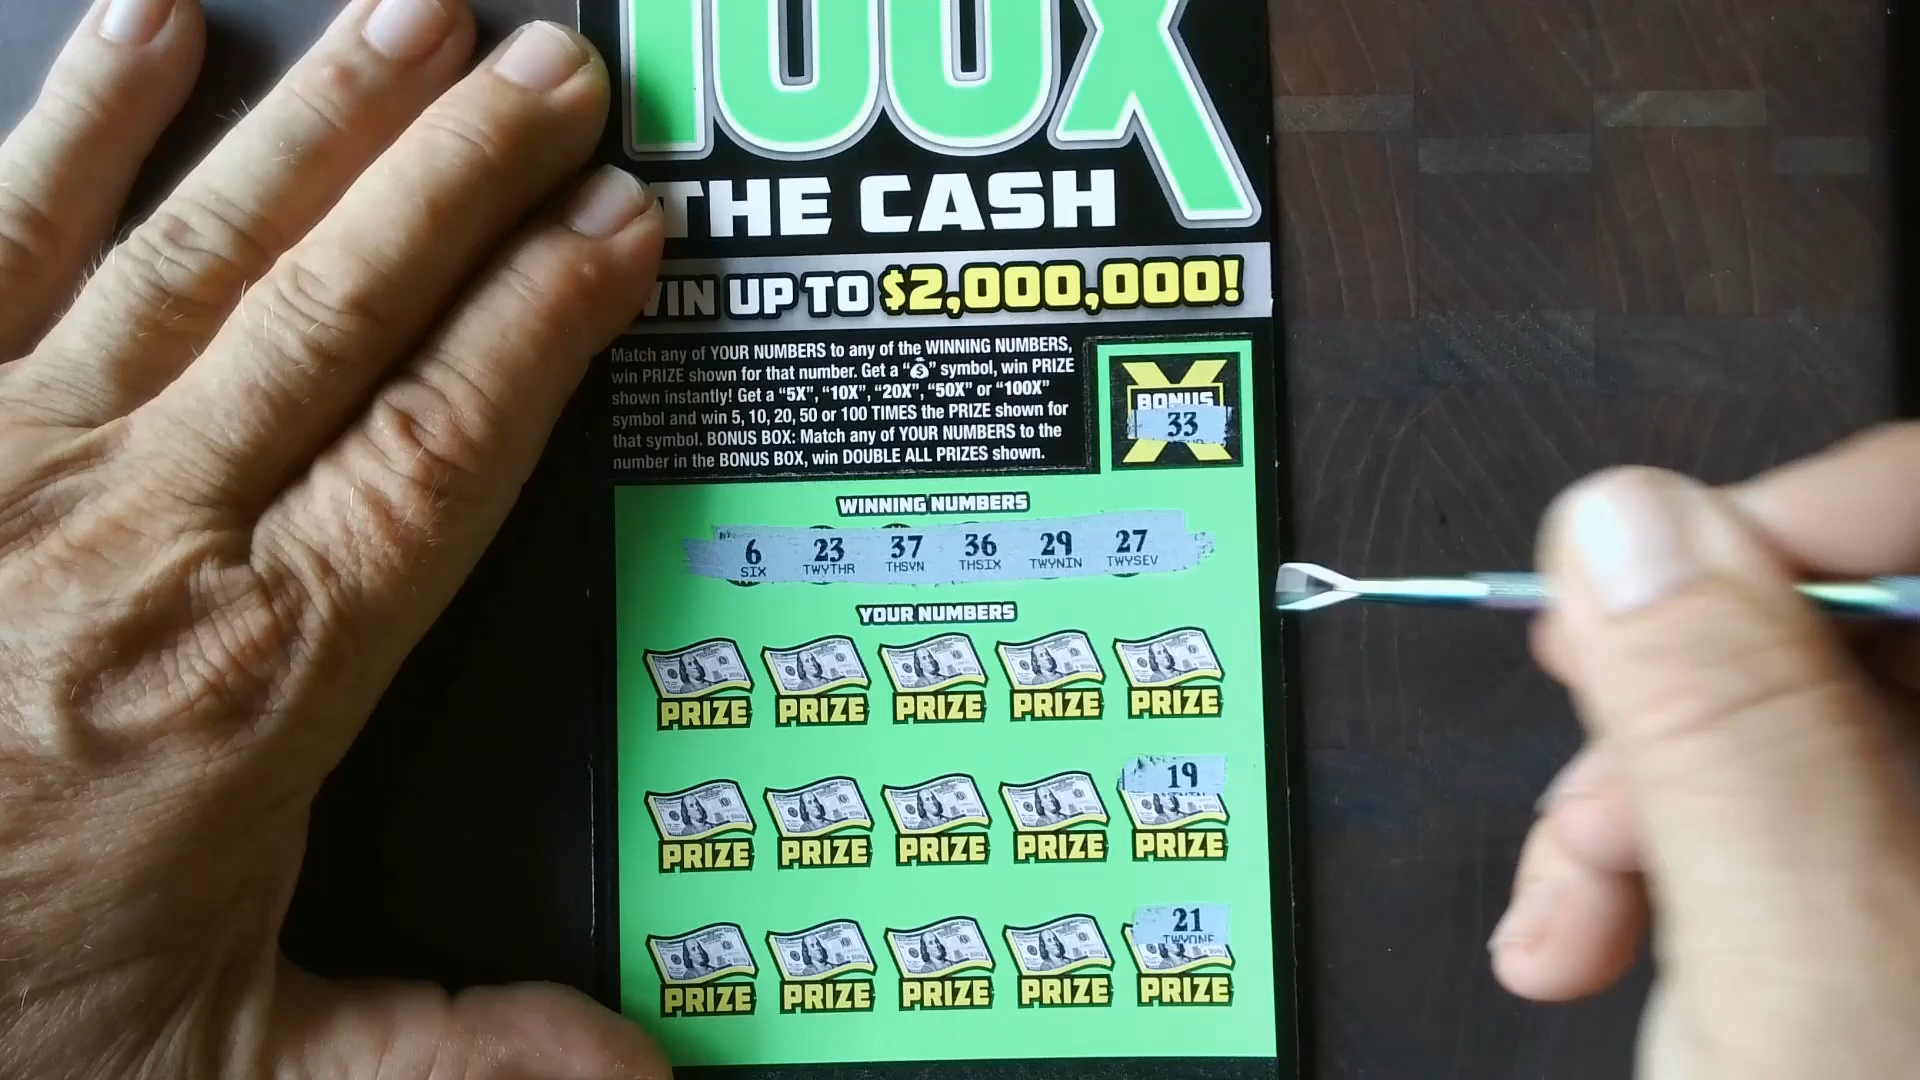 100X
THE CASH
WIN UP TO $2,000,000!
Match any of YOUR NUMBERS to any of the WINNING NUMBERS,
win PRIZE shown for that number. Get a "💰" symbol, win PRIZE
shown instantly! Get a "5X", "10X", "20X", "50X" or "100X"
symbol and win 5, 10, 20, 50 or 100 TIMES the PRIZE shown for
that symbol. BONUS BOX: Match any of YOUR NUMBERS to the
number in the BONUS BOX, win DOUBLE ALL PRIZES shown.
BONUS
33
WINNING NUMBERS
6 23 37 36 29 27
SIX TWYTHR THSVN THSIX TWYNIN TWYSEV
YOUR NUMBERS
PRIZE PRIZE PRIZE PRIZE PRIZE
19
PRIZE PRIZE PRIZE PRIZE PRIZE
21
TWYONE
PRIZE PRIZE PRIZE PRIZE PRIZE